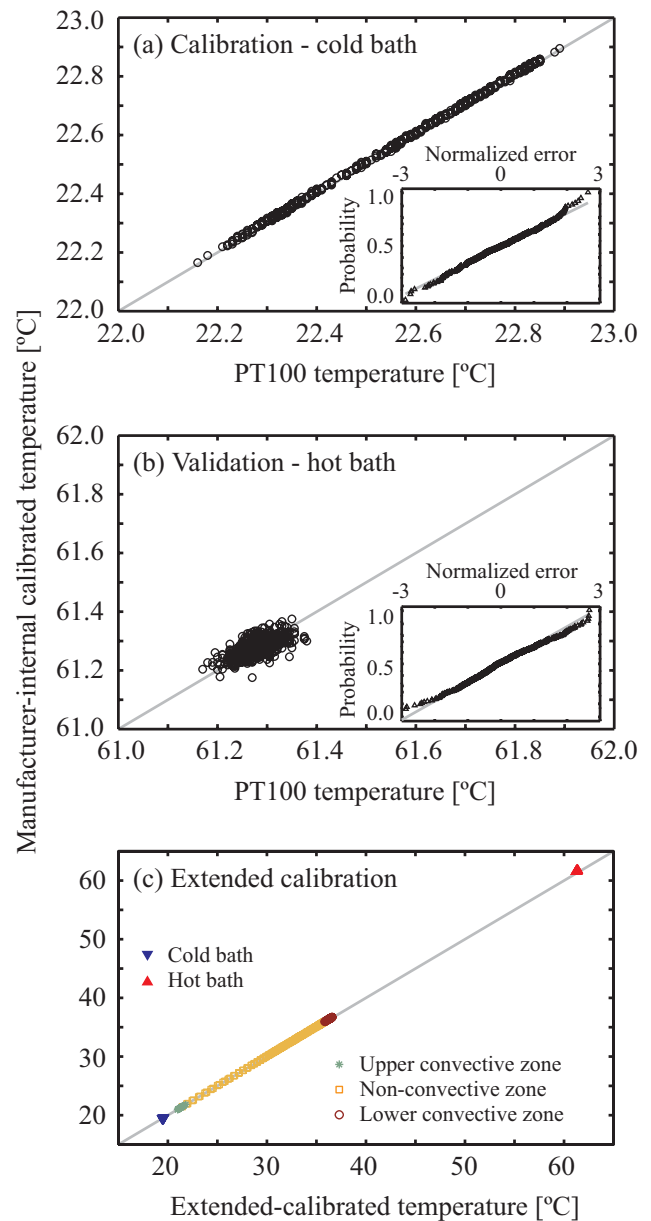 Manufacturer-internal calibrated temperature [ºC]
(a) Calibration - cold bath
23.0
22.8
22.6
22.4
22.2
22.0
22.0 22.2 22.4 22.6 22.8 23.0
PT100 temperature [ºC]
Normalized error
-3 0 3
Probability
1.0
0.5
0.0
(b) Validation - hot bath
62.0
61.8
61.6
61.4
61.2
61.0
61.0 61.2 61.4 61.6 61.8 62.0
PT100 temperature [ºC]
Normalized error
-3 0 3
Probability
1.0
0.5
0.0
(c) Extended calibration
60
50
40
30
20
Cold bath
Hot bath
Upper convective zone
Non-convective zone
Lower convective zone
20 30 40 50 60
Extended-calibrated temperature [ºC]